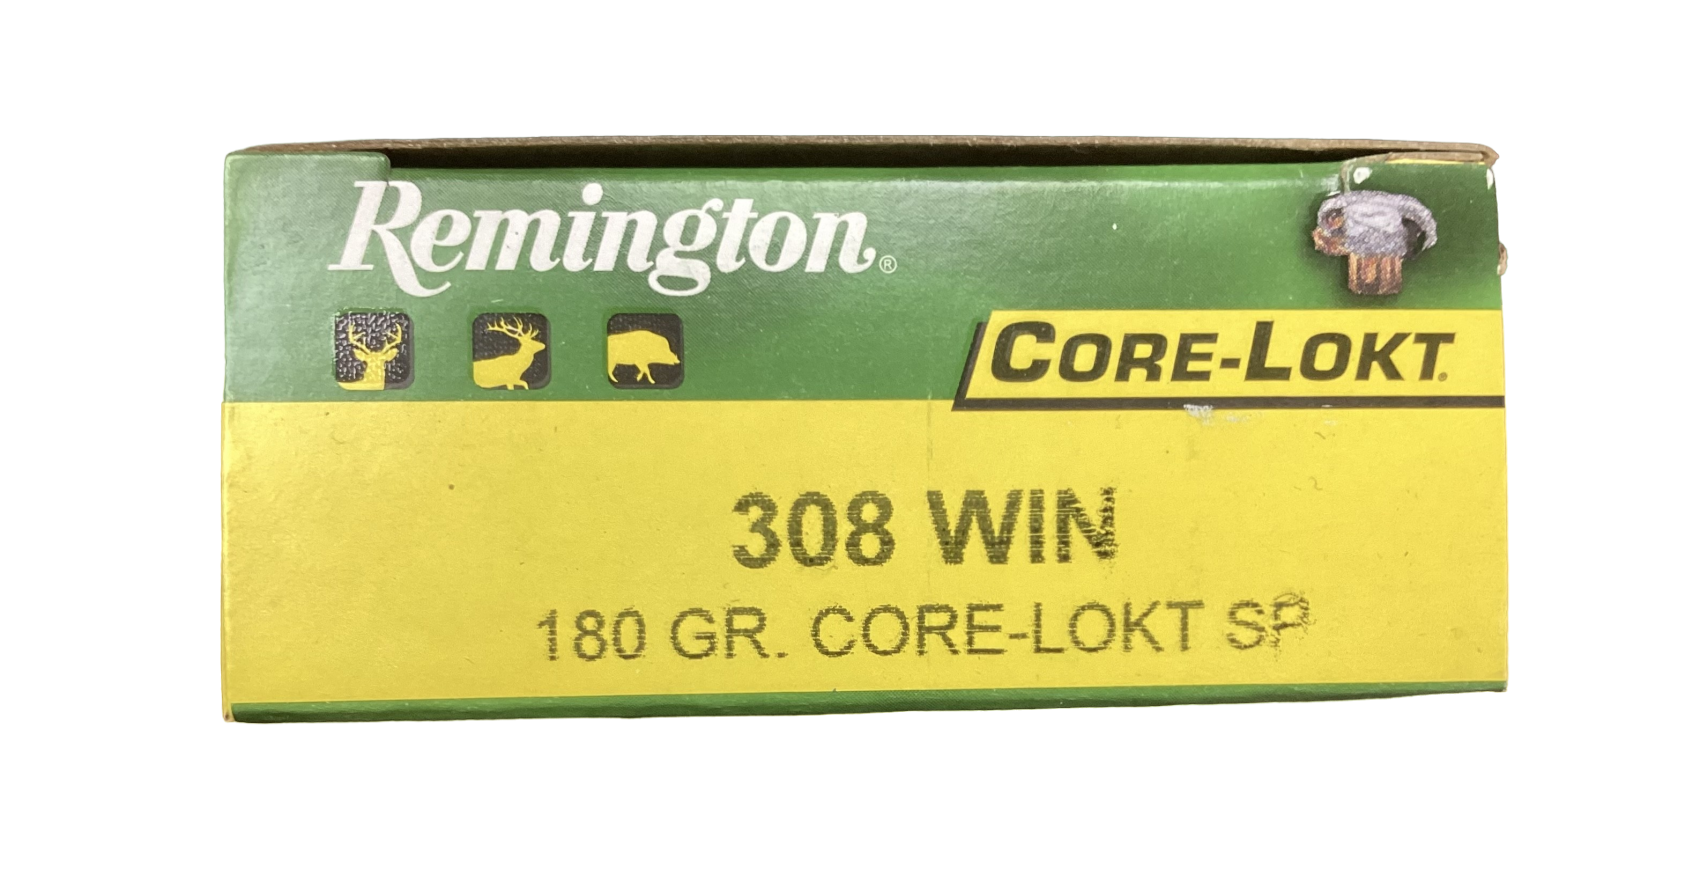 Remington®
CORE-LOKT®
308 WIN
180 GR. CORE-LOKT SP